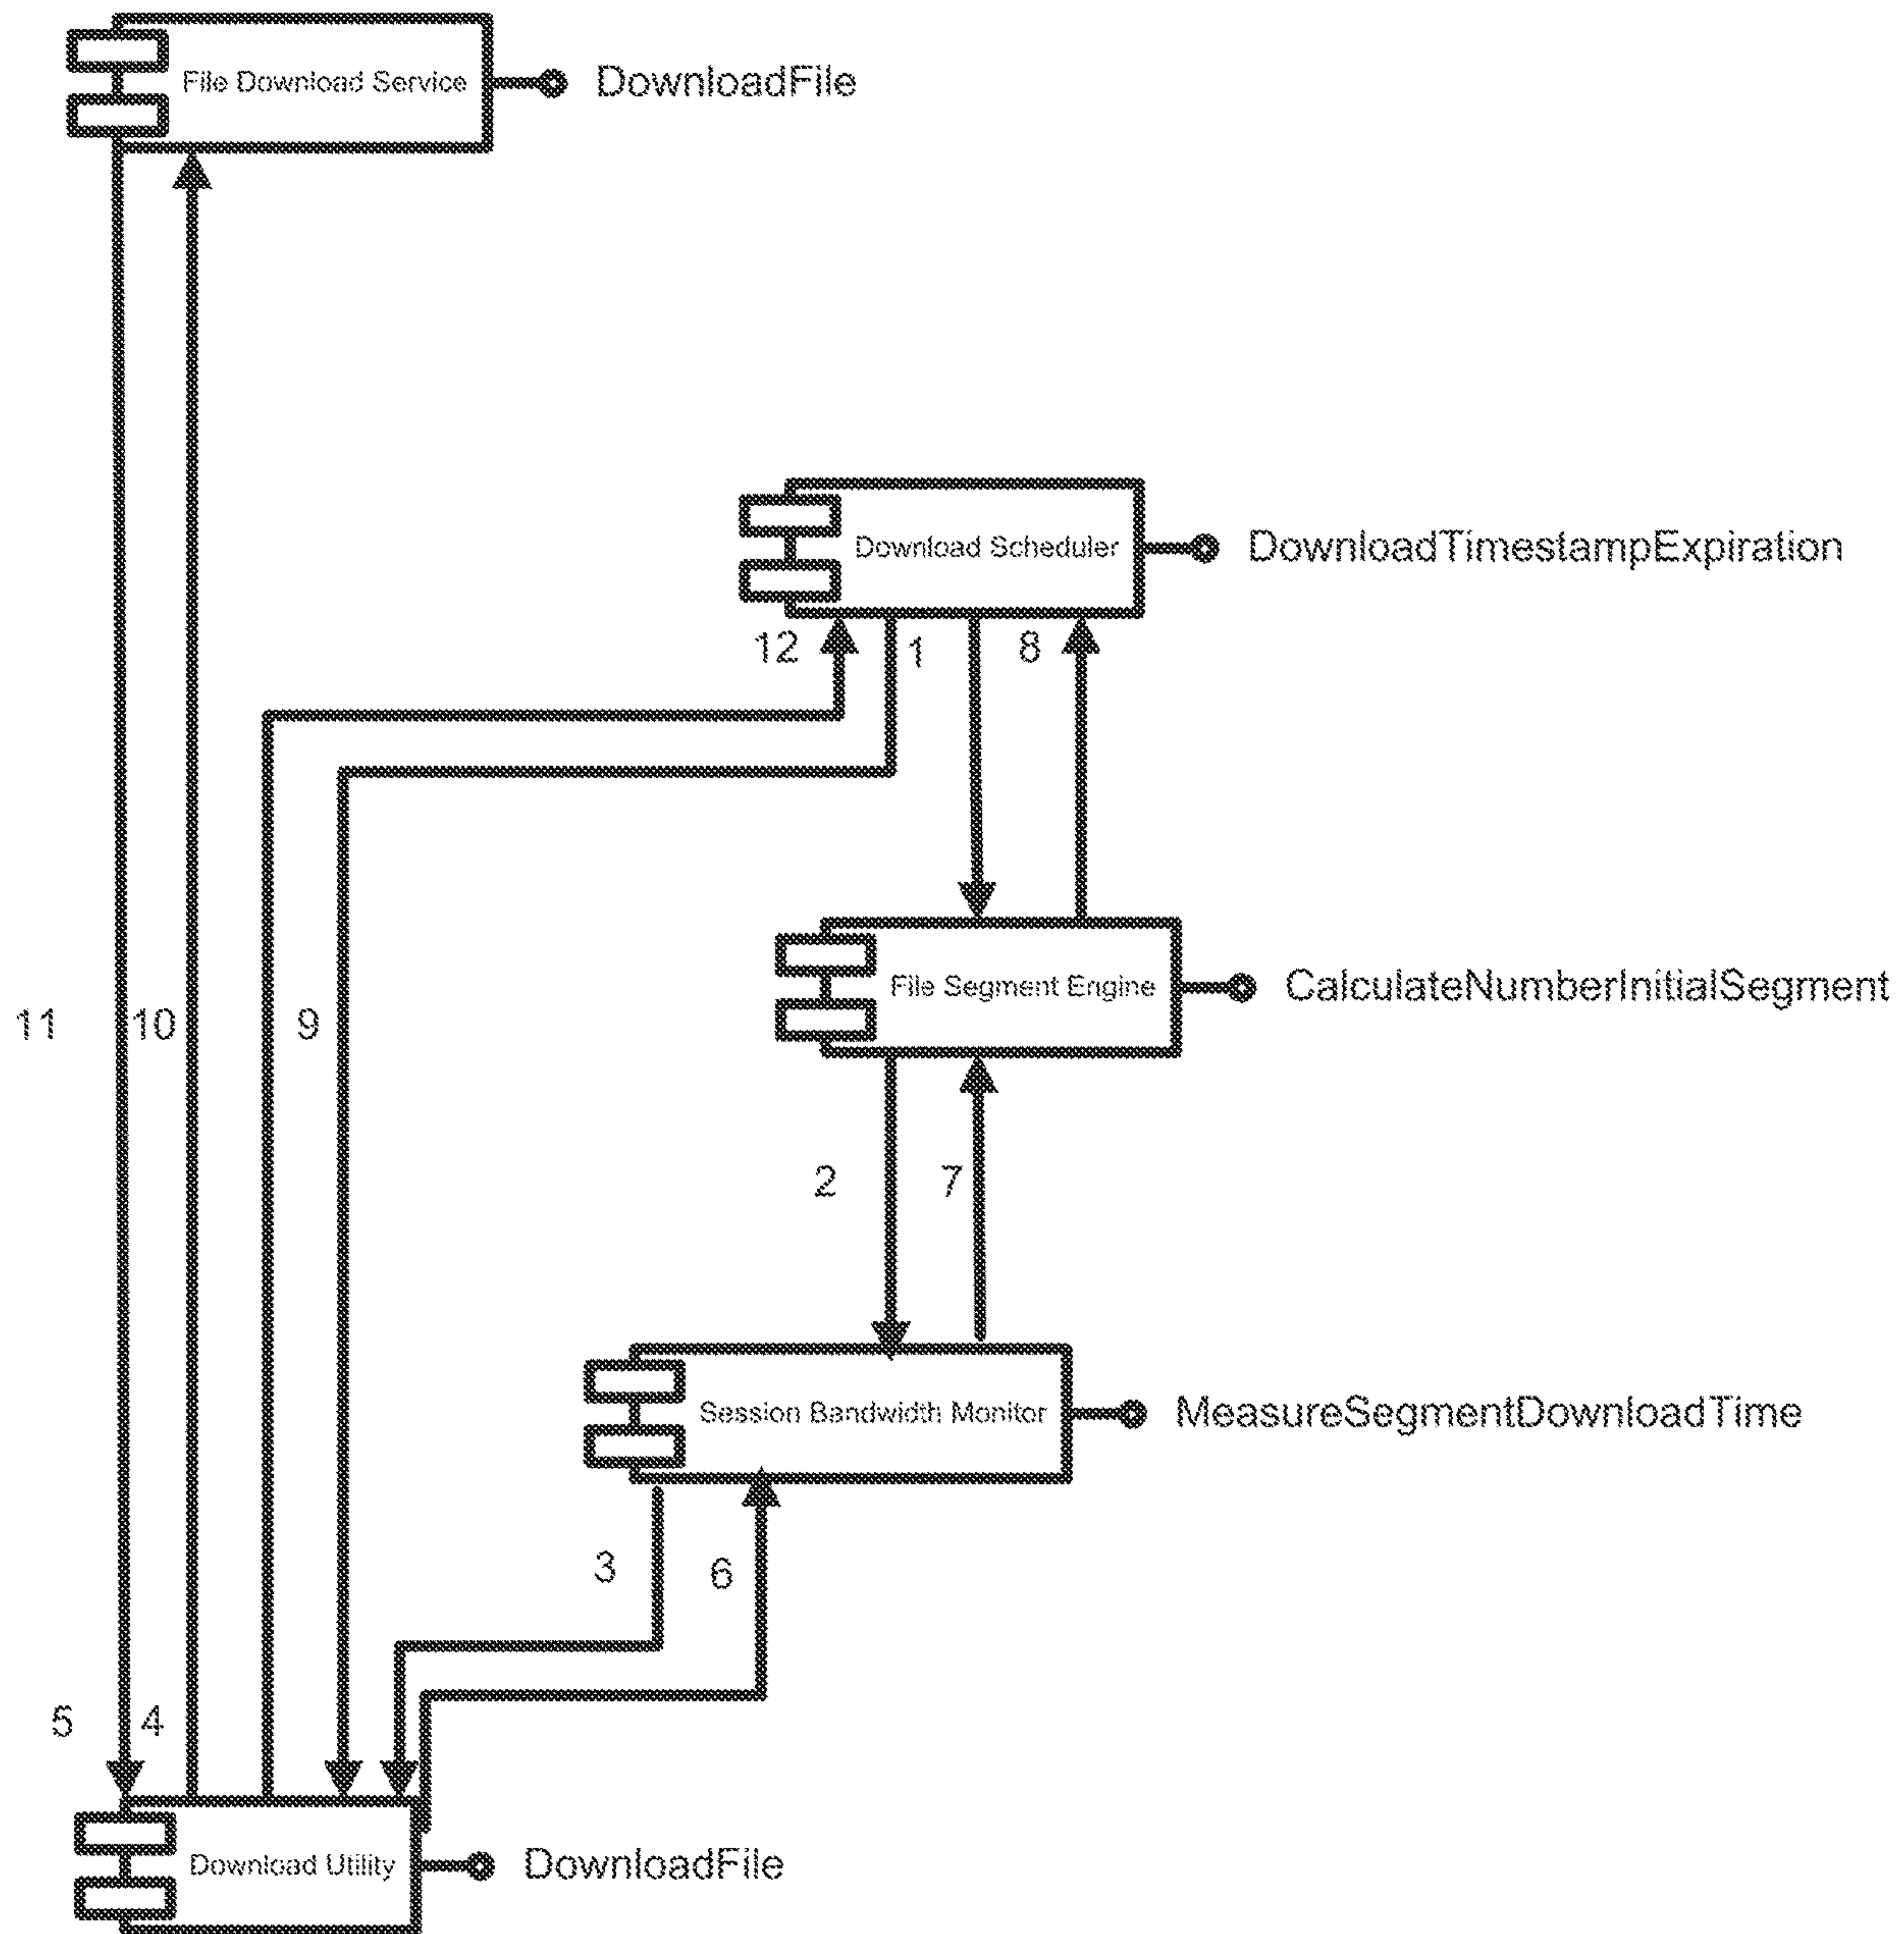 File Download Service
DownloadFile
Download Scheduler
DownloadTimestampExpiration
12
1
8
File Segment Engine
CalculateNumberInitialSegment
11
10
9
2
7
Session Bandwidth Monitor
MeasureSegmentDownloadTime
3
6
5
4
Download Utility
DownloadFile